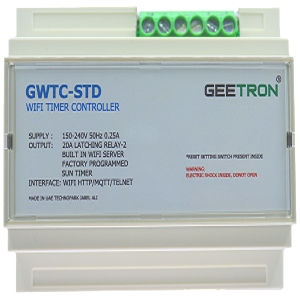 GWTC-STD
GEETRON
WIFI TIMER CONTROLLER
SUPPLY : 150-240V 50Hz 0.25A
OUTPUT: 20A LATCHING RELAY-2
BUILT IN WIFI SERVER
FACTORY PROGRAMMED
SUN TIMER
INTERFACE: WIFI HTTP/MQTT/TELNET
*RESET SETTING SWITCH PRESENT INSIDE
WARNING:
ELECTRIC SHOCK INSIDE, DONOT OPEN
MADE IN UAE TECHNOPARK JABEL ALI